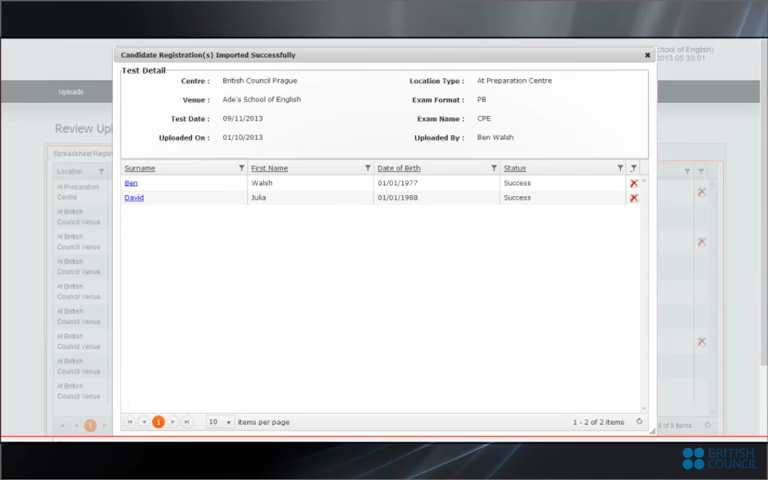 Candidate Registration(s) Imported Successfully
Test Detail
Centre : British Council Prague Location Type : At Preparation Centre
Venue : Ade's School of English Exam Format : PB
Test Date : 09/11/2013 Exam Name : CPE
Uploaded On : 01/10/2013 Uploaded By : Ben Walsh
Surname First Name Date of Birth Status
Ben Walsh 01/01/1977 Success
David Julia 01/01/1988 Success
1 10 items per page 1 - 2 of 2 items
chool of English)
2013 05:33:01
Uploads
Review Upl
Spreadsheet Regist
Location
At Preparation
Centre
At British
Council Venue
At British
Council Venue
At British
Council Venue
At British
Council Venue
At British
Council Venue
At British
Council Venue
At British
Council Venue
At British
Council Venue
1
9 of 9 items
BRITISH
COUNCIL